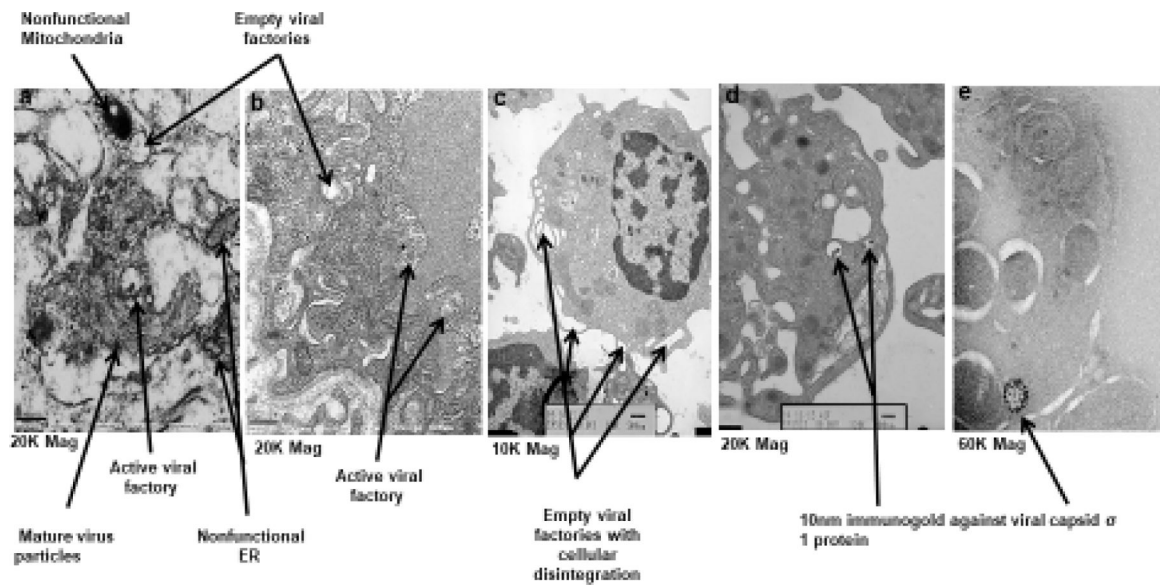 Nonfunctional
Mitochondria
Empty viral
factories
a
b
c
d
e
20K Mag
20K Mag
10K Mag
20K Mag
60K Mag
Active viral
factory
Active viral
factory
Mature virus
particles
Nonfunctional
ER
Empty viral
factories with
cellular
disintegration
10nm immunogold against viral capsid σ
1 protein